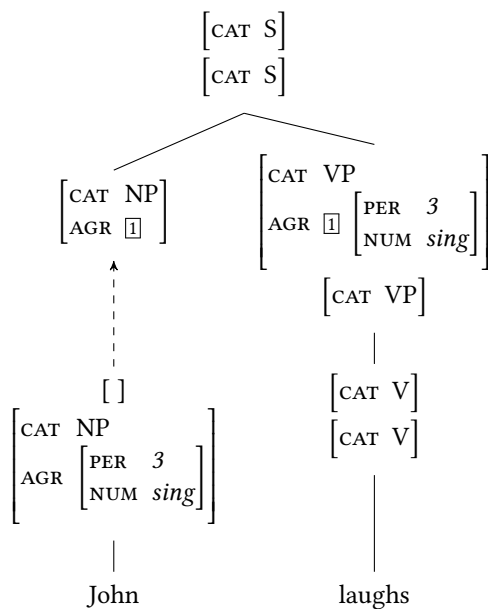 [CAT S]
[CAT S]
[CAT NP
AGR 1]
[CAT VP
AGR 1 [PER 3
NUM sing]]
[CAT VP]
[ ]
[CAT NP
AGR [PER 3
NUM sing]]
[CAT V]
[CAT V]
John
laughs